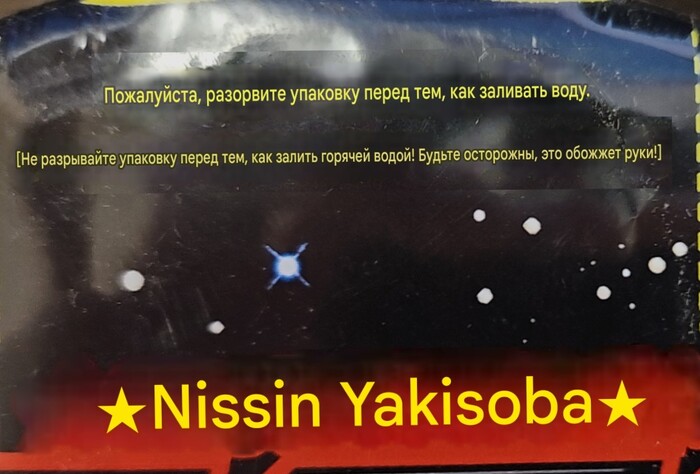 Пожалуйста, разорвите упаковку перед тем, как заливать воду.
[Не разрывайте упаковку перед тем, как залить горячей водой! Будьте осторожны, это обожжет руки!]
★Nissin Yakisoba★